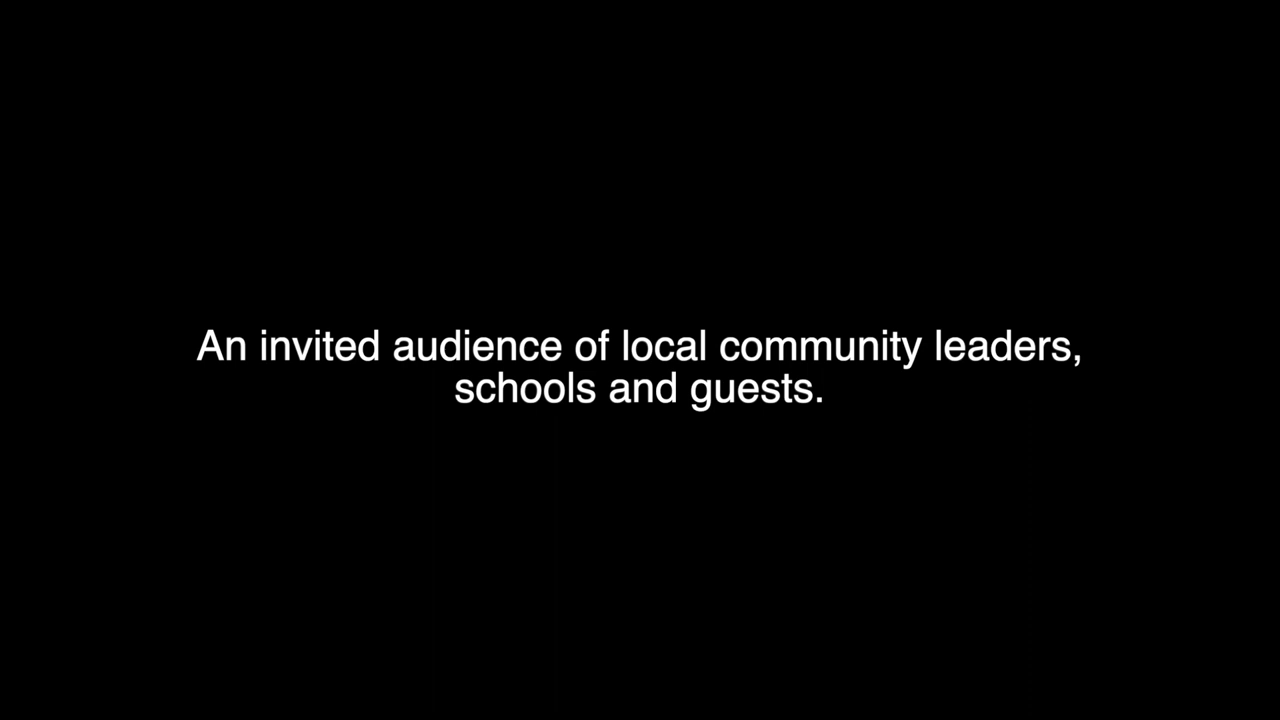 An invited audience of local community leaders,
schools and guests.